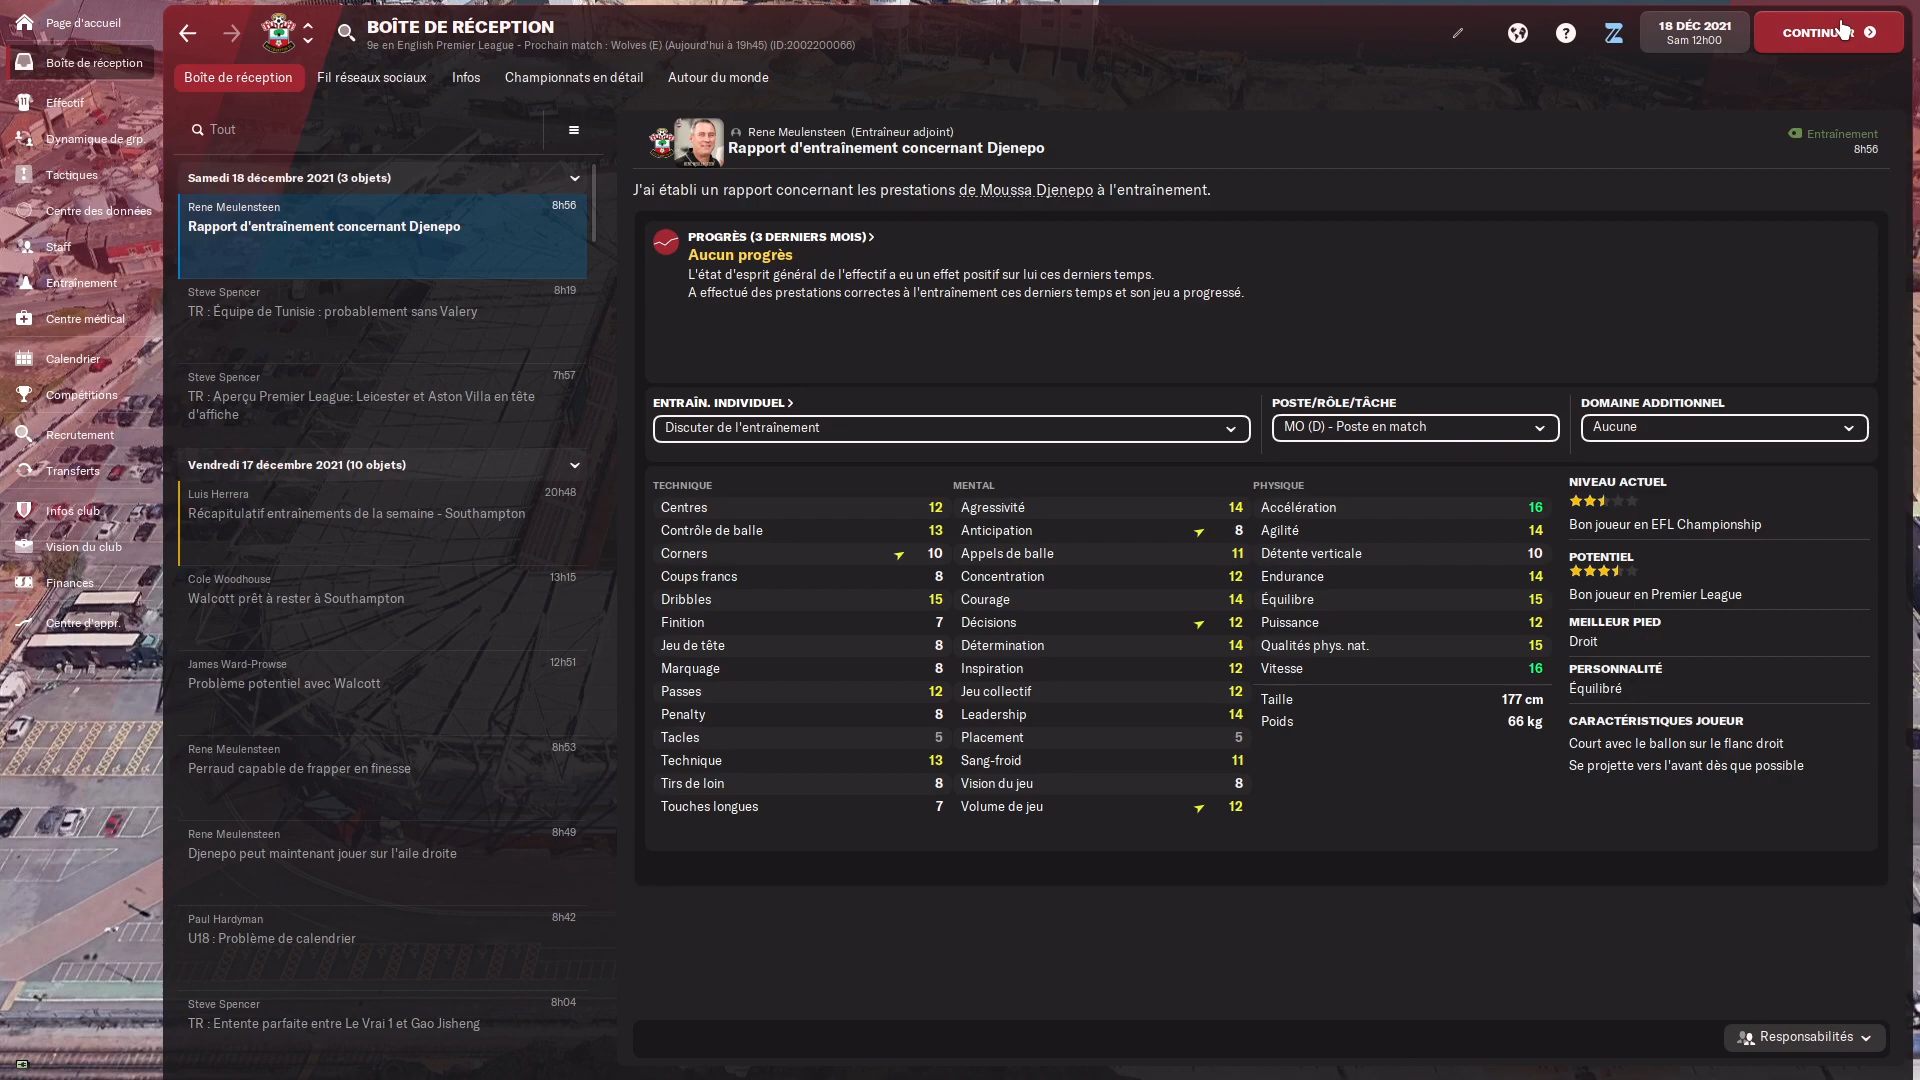 Page d'accueil
Boîte de réception
Effectif
Dynamique de grp.
Tactiques
Centre des données
Staff
Entraînement
Centre médical
Calendrier
Compétitions
Recrutement
Transferts
Infos club
Vision du club
Finances
Centre d'appr.
BOÎTE DE RÉCEPTION
9e en English Premier League - Prochain match : Wolves (E) (Aujourd'hui à 19h45) (ID:2002200066)
18 DÉC 2021
Sam 12h00
Boîte de réception
Fil réseaux sociaux
Infos
Championnats en détail
Autour du monde
Tout
Samedi 18 décembre 2021 (3 objets)
Rene Meulensteen
8h56
Rapport d'entraînement concernant Djenepo
Steve Spencer
8h19
TR : Équipe de Tunisie : probablement sans Valery
Steve Spencer
7h57
TR : Aperçu Premier League: Leicester et Aston Villa en tête
d'affiche
Vendredi 17 décembre 2021 (10 objets)
Luis Herrera
20h48
Récapitulatif entraînements de la semaine - Southampton
Cole Woodhouse
13h15
Walcott prêt à rester à Southampton
James Ward-Prowse
12h51
Problème potentiel avec Walcott
Rene Meulensteen
8h53
Perraud capable de frapper en finesse
Rene Meulensteen
8h49
Djenepo peut maintenant jouer sur l'aile droite
Paul Hardyman
8h42
U18 : Problème de calendrier
Steve Spencer
8h04
TR : Entente parfaite entre Le Vrai 1 et Gao Jisheng
Rene Meulensteen (Entraîneur adjoint)
Rapport d'entraînement concernant Djenepo
Entraînement
8h56
J'ai établi un rapport concernant les prestations de Moussa Djenepo à l'entraînement.
PROGRÈS (3 DERNIERS MOIS)
Aucun progrès
L'état d'esprit général de l'effectif a eu un effet positif sur lui ces derniers temps.
A effectué des prestations correctes à l'entraînement ces derniers temps et son jeu a progressé.
ENTRAÎN. INDIVIDUEL
Discuter de l'entraînement
POSTE/RÔLE/TÂCHE
MO (D) - Poste en match
DOMAINE ADDITIONNEL
Aucune
TECHNIQUE
Centres 12
Contrôle de balle 13
Corners 10
Coups francs 8
Dribbles 15
Finition 7
Jeu de tête 8
Marquage 8
Passes 12
Penalty 8
Tacles 5
Technique 13
Tirs de loin 8
Touches longues 7
MENTAL
Agressivité 14
Anticipation 8
Appels de balle 11
Concentration 12
Courage 14
Décisions 12
Détermination 14
Inspiration 12
Jeu collectif 12
Leadership 14
Placement 5
Sang-froid 11
Vision du jeu 8
Volume de jeu 12
PHYSIQUE
Accélération 16
Agilité 14
Détente verticale 10
Endurance 14
Équilibre 15
Puissance 12
Qualités phys. nat. 15
Vitesse 16
Taille 177 cm
Poids 66 kg
NIVEAU ACTUEL
Bon joueur en EFL Championship
POTENTIEL
Bon joueur en Premier League
MEILLEUR PIED
Droit
PERSONNALITÉ
Équilibré
CARACTÉRISTIQUES JOUEUR
Court avec le ballon sur le flanc droit
Se projette vers l'avant dès que possible
Responsabilités